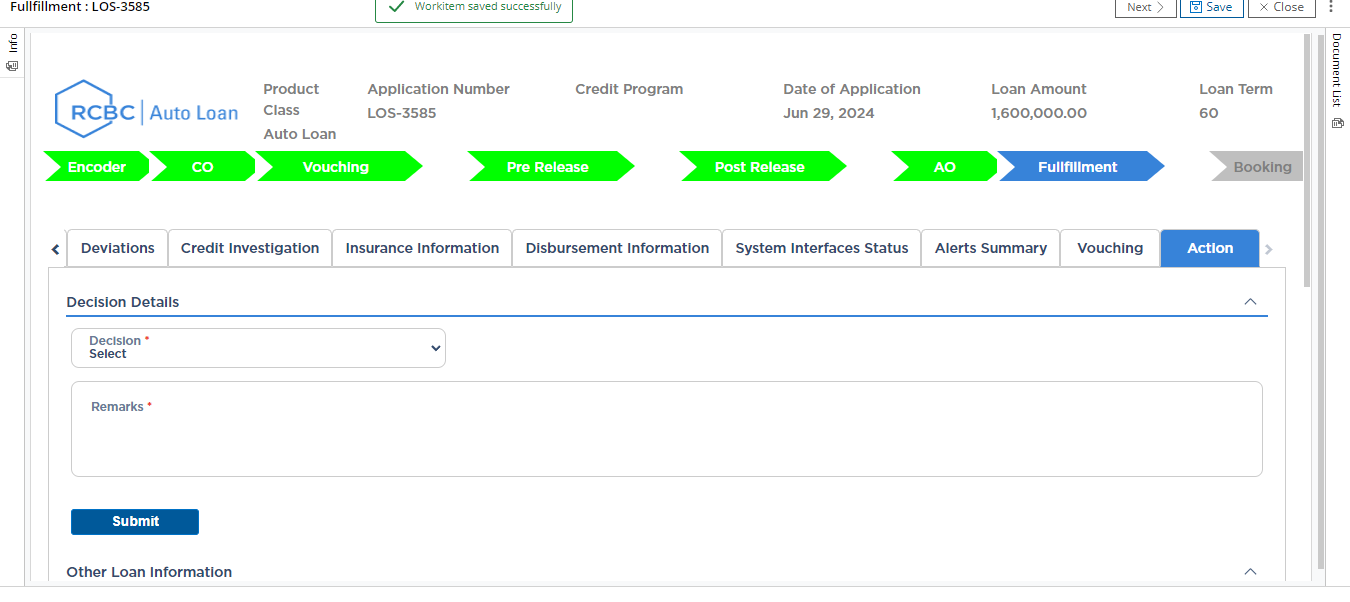 Fullfillment : LOS-3585
Workitem saved successfully
Next
Save
Close
Info
Document List
RCBC Auto Loan
Product Class
Auto Loan
Application Number
LOS-3585
Credit Program
Date of Application
Jun 29, 2024
Loan Amount
1,600,000.00
Loan Term
60
Encoder
CO
Vouching
Pre Release
Post Release
AO
Fullfillment
Booking
Deviations
Credit Investigation
Insurance Information
Disbursement Information
System Interfaces Status
Alerts Summary
Vouching
Action
Decision Details
Decision *
Select
Remarks *
Submit
Other Loan Information